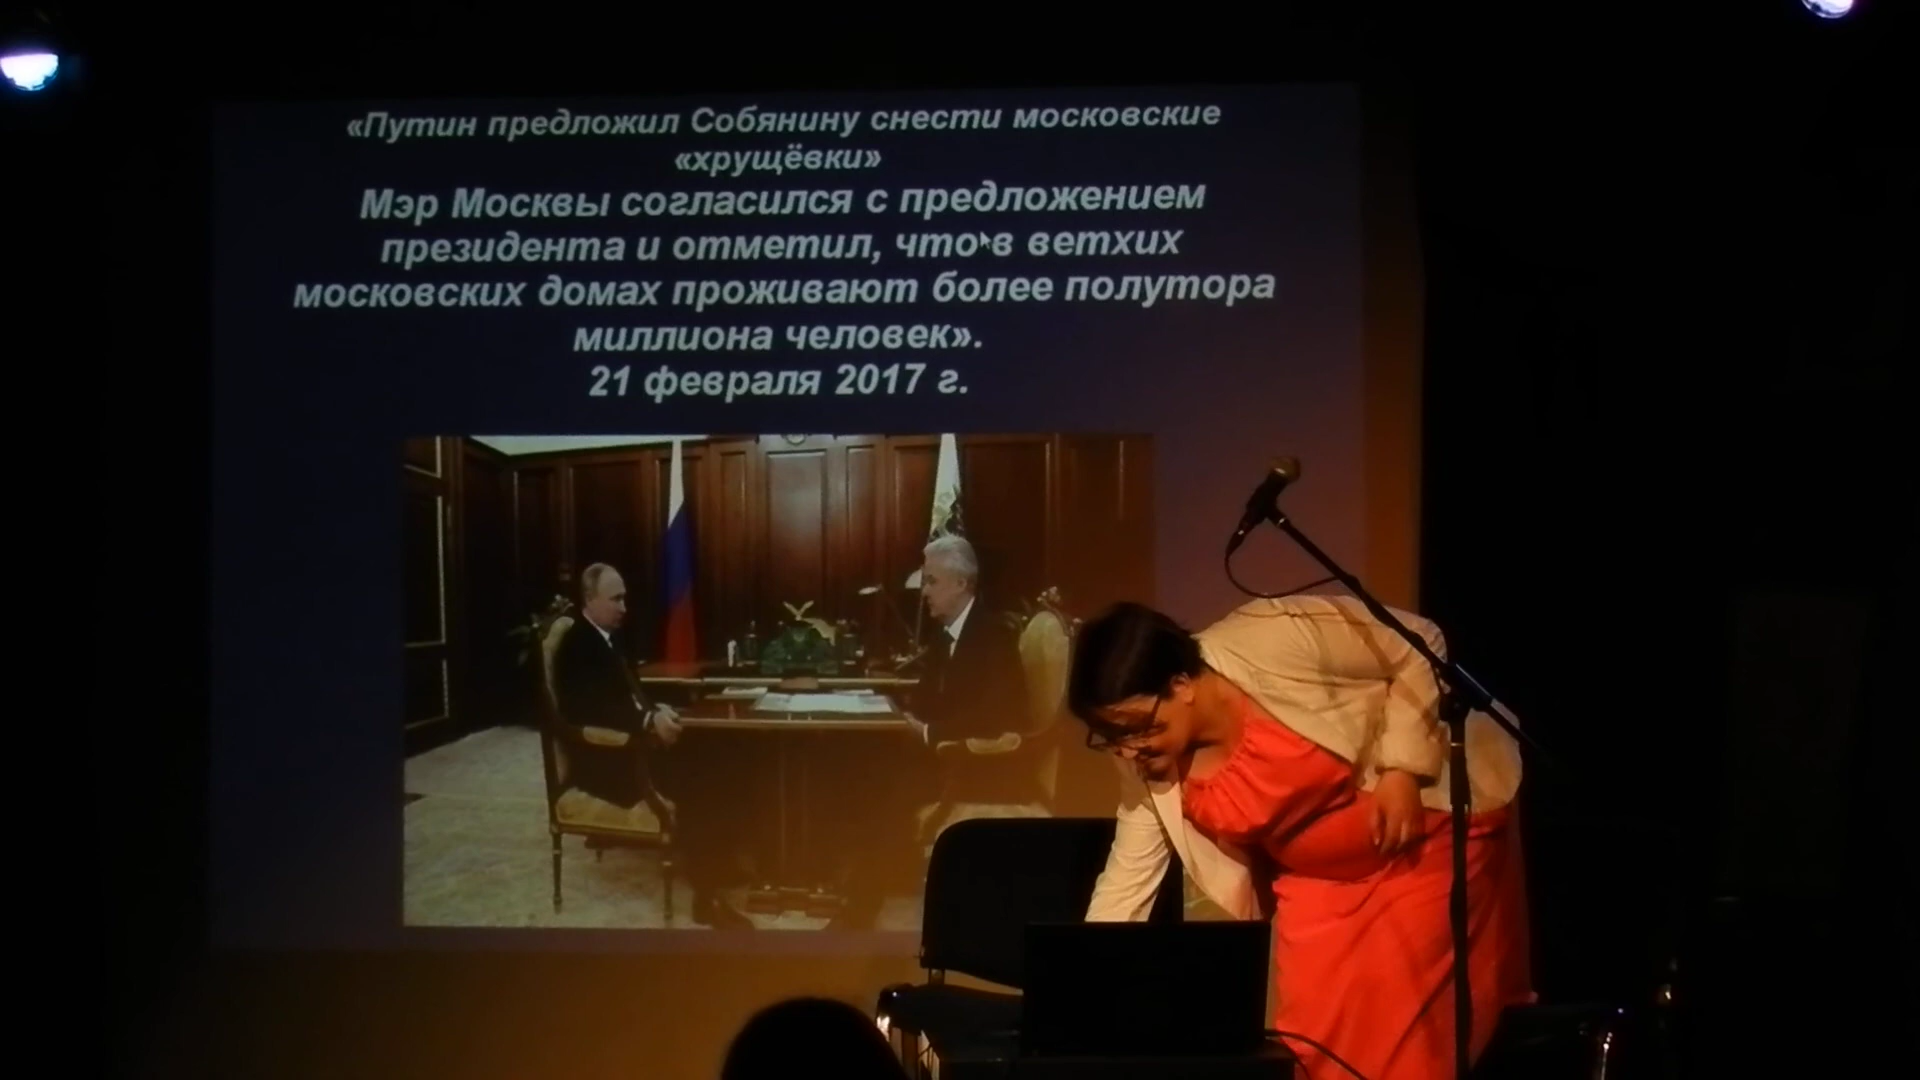 «Путин предложил Собянину снести московские
«хрущёвки»
Мэр Москвы согласился с предложением
президента и отметил, что в ветхих
московских домах проживают более полутора
миллиона человек».
21 февраля 2017 г.